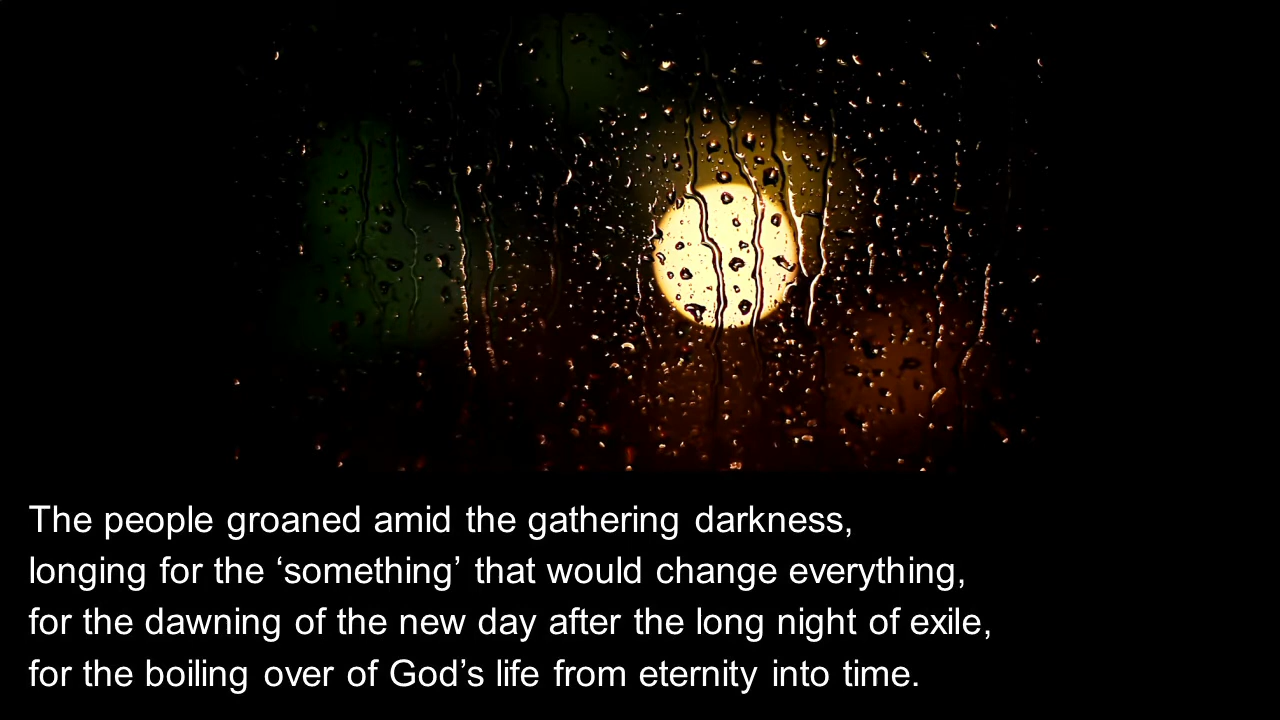 The people groaned amid the gathering darkness,
longing for the ‘something’ that would change everything,
for the dawning of the new day after the long night of exile,
for the boiling over of God’s life from eternity into time.